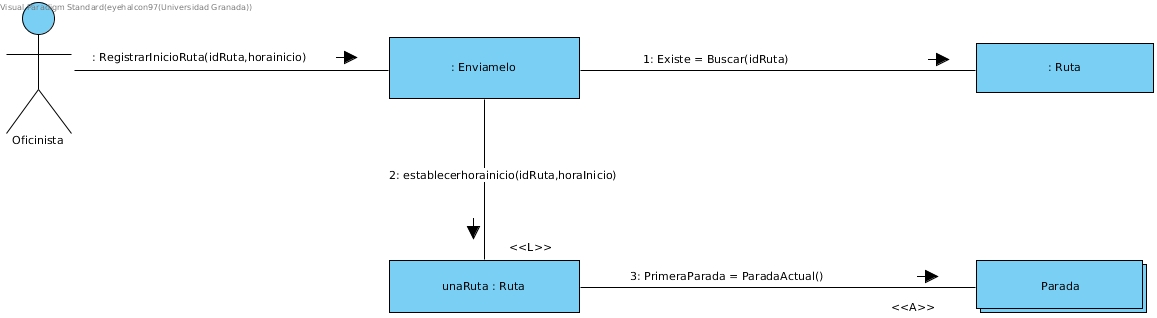 Visual Paradigm Standard(eyehalcon97(Universidad Granada))
: RegistrarInicioRuta(idRuta,horainicio)
: Enviamelo
1: Existe = Buscar(idRuta)
: Ruta
Oficinista
2: establecerhorainicio(idRuta,horaInicio)
<<L>>
unaRuta : Ruta
3: PrimeraParada = ParadaActual()
Parada
<<A>>